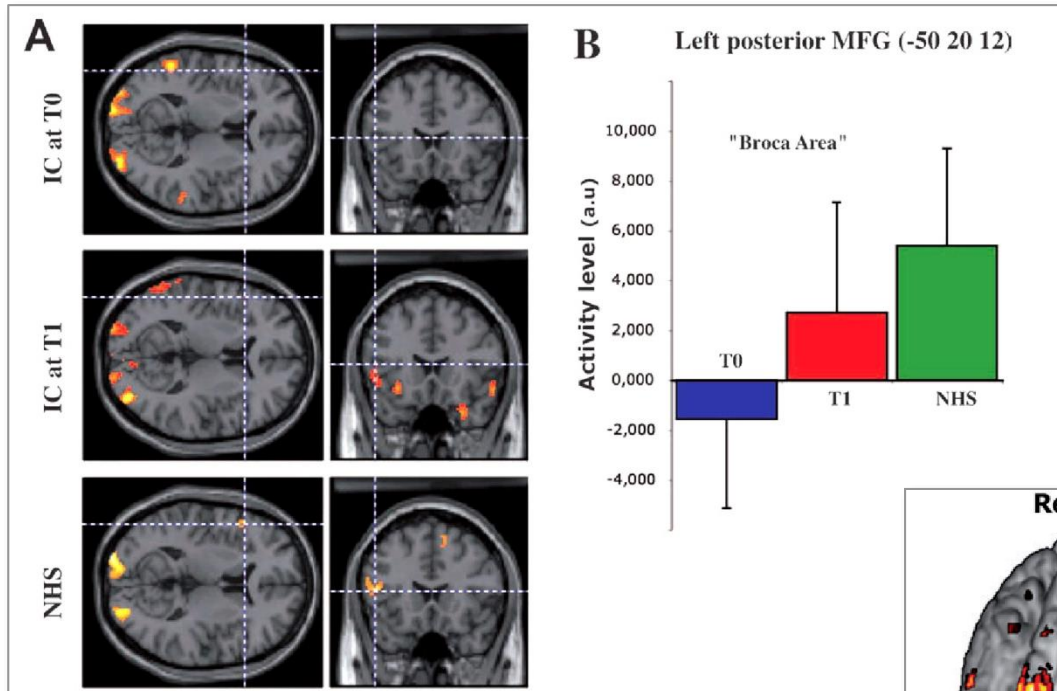 A
IC at T0
IC at T1
NHS
B
Left posterior MFG (-50 20 12)
"Broca Area"
Activity level (a.u)
10,000
8,000
6,000
4,000
2,000
0,000
-2,000
-4,000
T0
T1
NHS